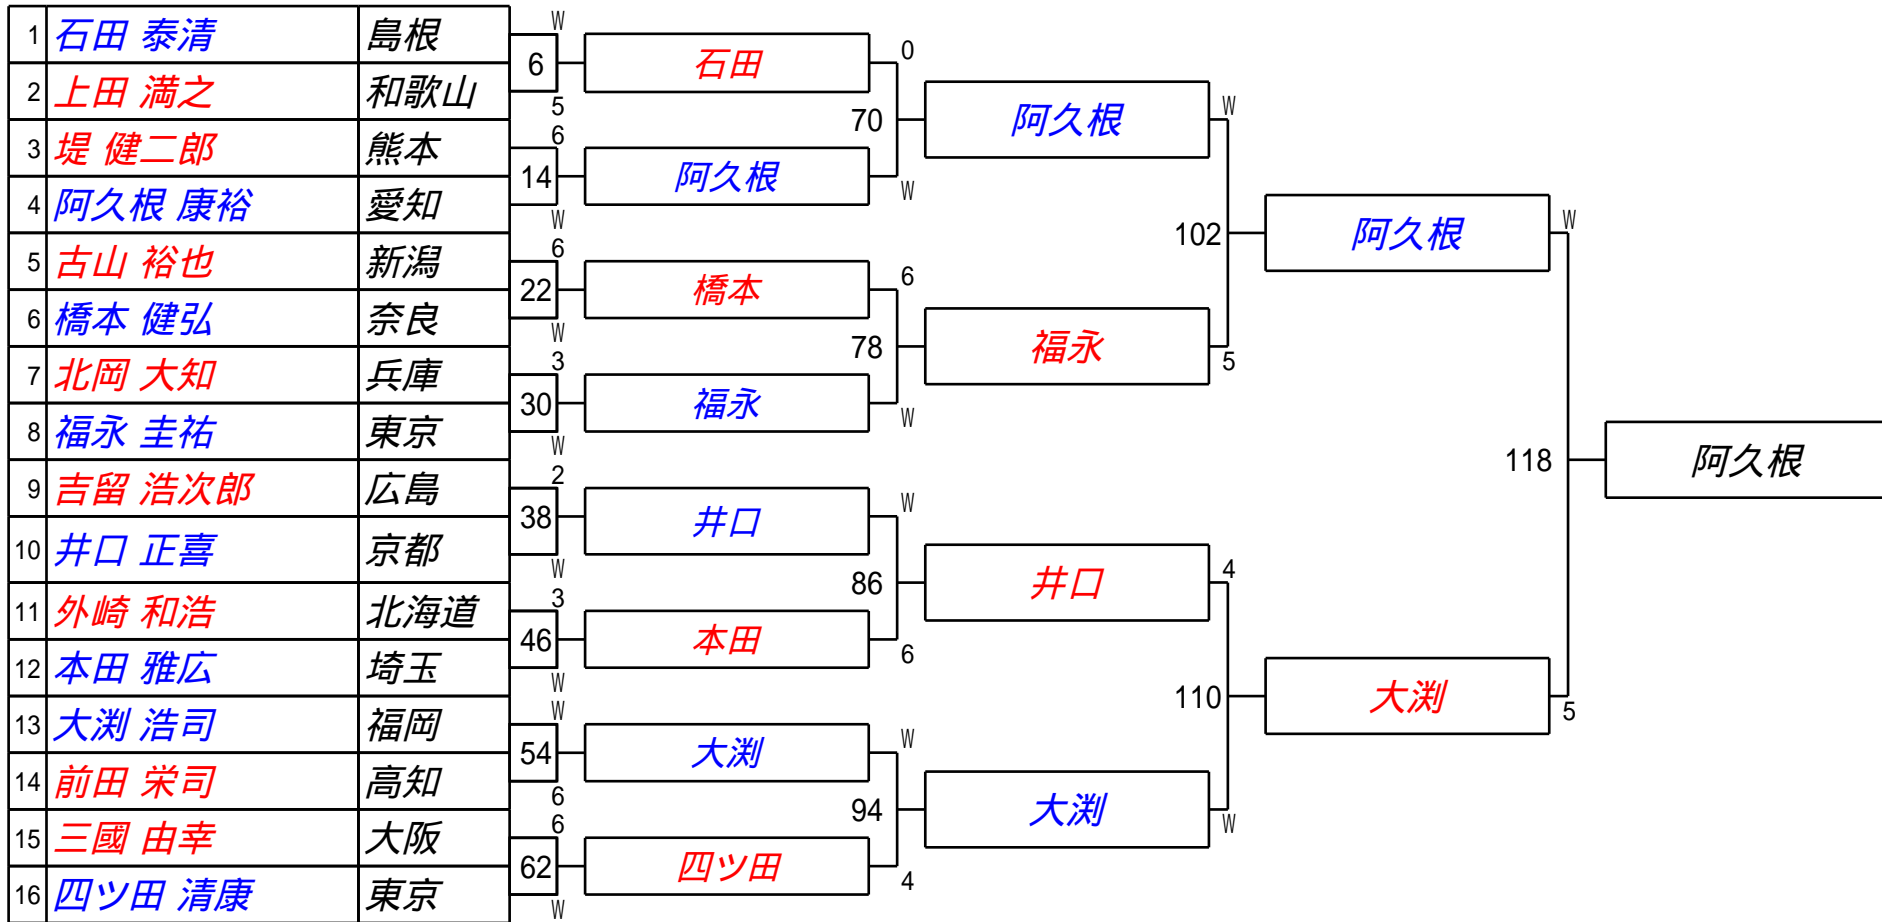 1 石田 泰清 島根
2 上田 満之 和歌山
3 堤 健二郎 熊本
4 阿久根 康裕 愛知
5 古山 裕也 新潟
6 橋本 健弘 奈良
7 北岡 大知 兵庫
8 福永 圭祐 東京
9 吉留 浩次郎 広島
10 井口 正喜 京都
11 外崎 和浩 北海道
12 本田 雅広 埼玉
13 大渕 浩司 福岡
14 前田 栄司 高知
15 三國 由幸 大阪
16 四ツ田 清康 東京
W
6
5
6
14
W
6
22
W
3
30
W
2
38
W
3
46
W
W
54
6
6
62
W
石田 0
70
阿久根 W
橋本 6
78
福永 W
井口 W
86
本田 6
大渕 W
94
四ツ田 4
阿久根 W
102
福永 5
井口 4
110
大渕 W
阿久根 W
118
大渕 5
阿久根